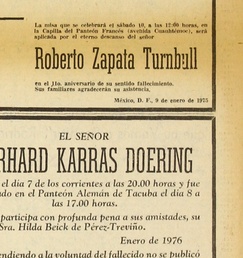 La misa que se celebrará el sábado 10, a las 12:00 horas, en
la Capilla del Panteón Francés (avenida Cuauhtémoc), será
aplicada por el eterno descanso del señor
Roberto Zapata Turnbull
en el 1to. aniversario de su sentido fallecimiento.
Sus familiares agradecerán su asistencia.
México, D. F., 9 de enero de 1975
EL SEÑOR
RHARD KARRAS DOERING
el día 7 de los corrientes a las 20.00 horas y fue
ado en el Panteón Alemán de Tacuba el día 8 a
las 17.00 horas.
participa con profunda pena a sus amistades, su
Sra. Hilda Beick de Pérez-Treviño.
Enero de 1976
endiendo a la voluntad del fallecido no se publicó